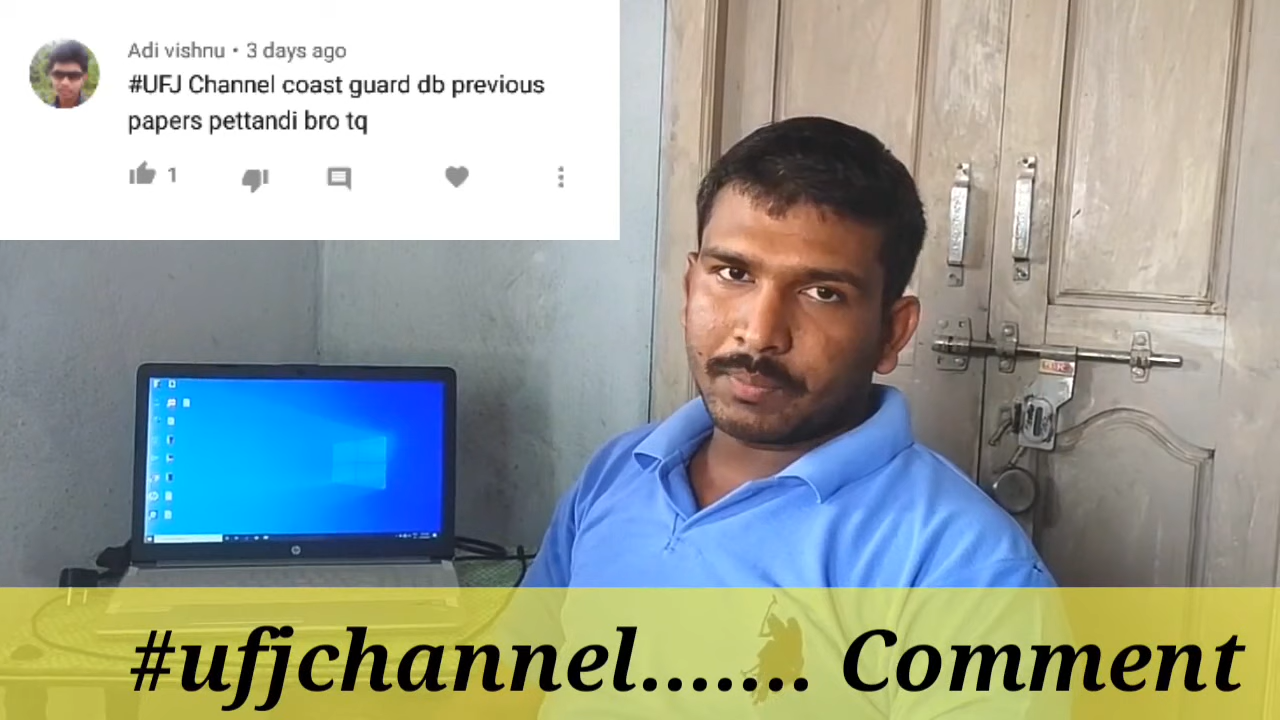 Adi vishnu • 3 days ago
#UFJ Channel coast guard db previous
papers pettandi bro tq
1
#ufjchannel....... Comment